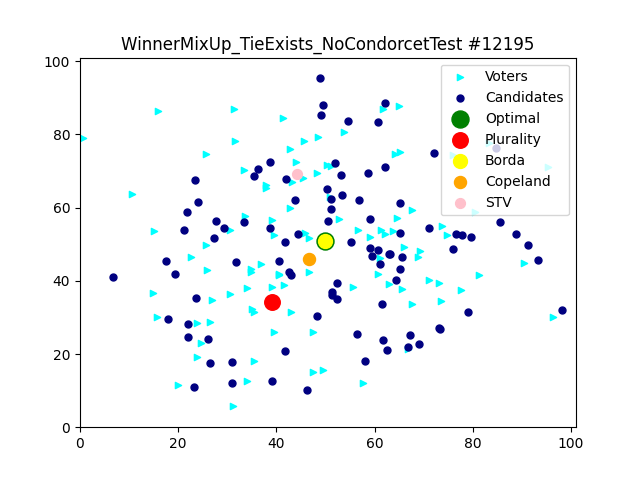 WinnerMixUp_TieExists_NoCondorcetTest #12195
100
80
60
40
20
0
0
20
40
60
80
100
Voters
Candidates
Optimal
Plurality
Borda
Copeland
STV